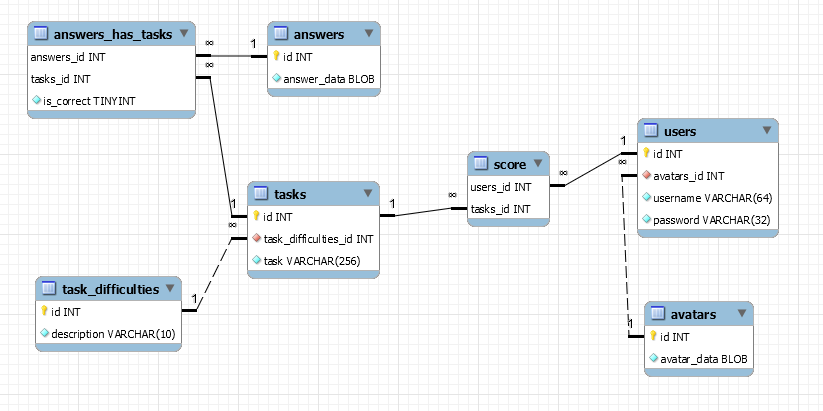 answers_has_tasks
answers_id INT
tasks_id INT
is_correct TINYINT
∞
∞
1
answers
id INT
answer_data BLOB
tasks
id INT
task_difficulties_id INT
task VARCHAR(256)
1
∞
1
∞
task_difficulties
id INT
description VARCHAR(10)
1
score
users_id INT
tasks_id INT
∞
1
∞
users
id INT
avatars_id INT
username VARCHAR(64)
password VARCHAR(32)
1
avatars
id INT
avatar_data BLOB